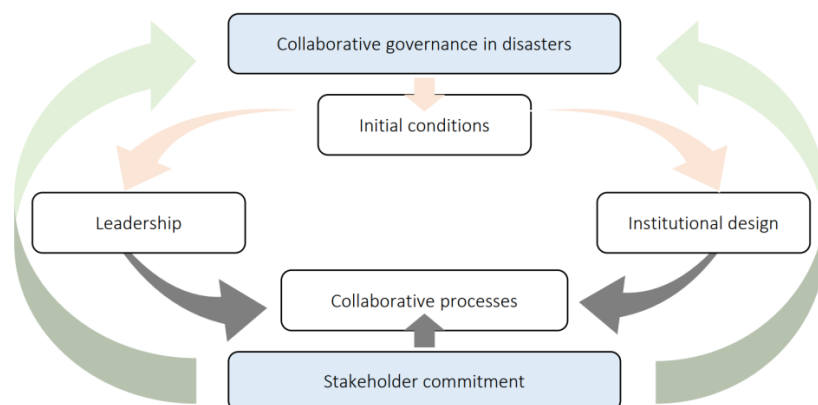 Collaborative governance in disasters
Initial conditions
Leadership
Institutional design
Collaborative processes
Stakeholder commitment